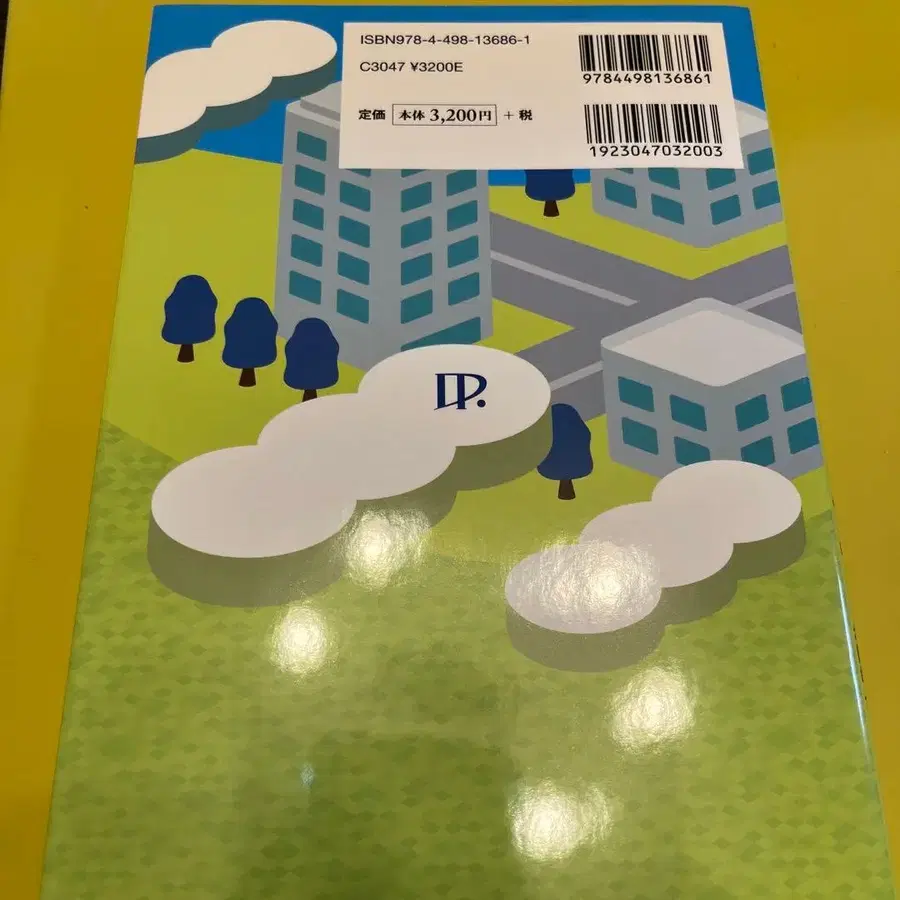 ISBN978-4-498-13686-1
C3047 ¥3200E
定価 本体 3,200円 + 税
9784498136861
1923047032003